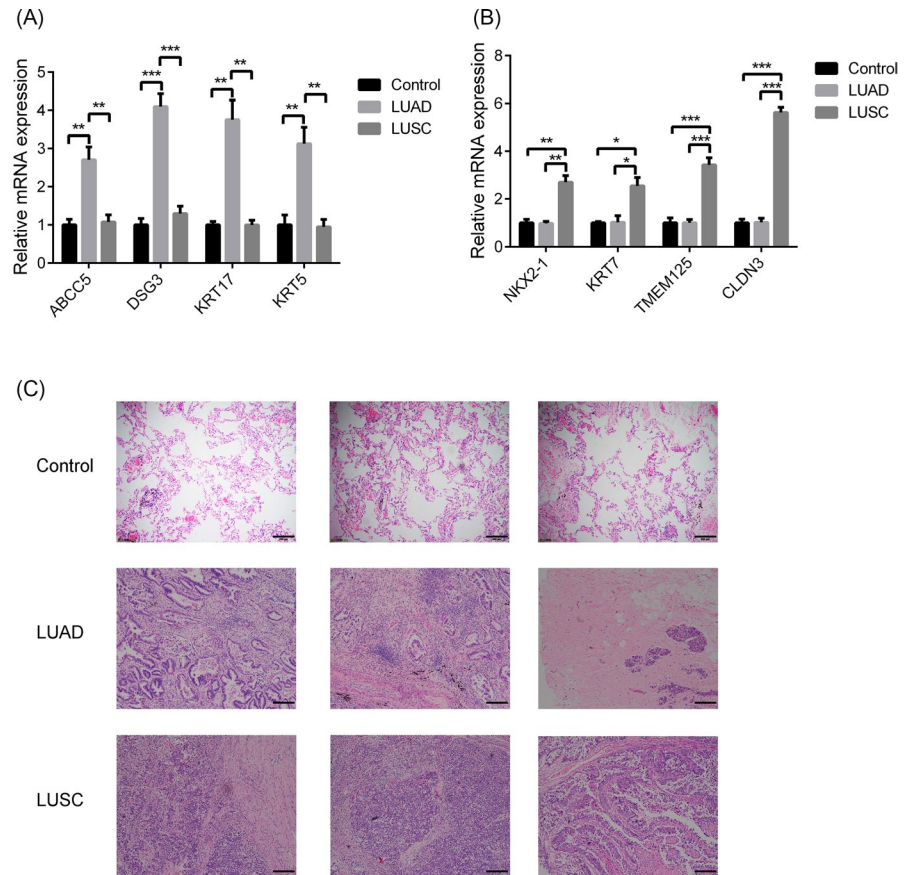 (A)
Relative mRNA expression
5
4
3
2
1
0
** **
*** ***
** **
** **
ABCC5
DSG3
KRT17
KRT5
Control
LUAD
LUSC
(B)
Relative mRNA expression
8
6
4
2
0
**
**
*
*
***
***
***
***
NKX2-1
KRT7
TMEM125
CLDN3
Control
LUAD
LUSC
(C)
Control
LUAD
LUSC